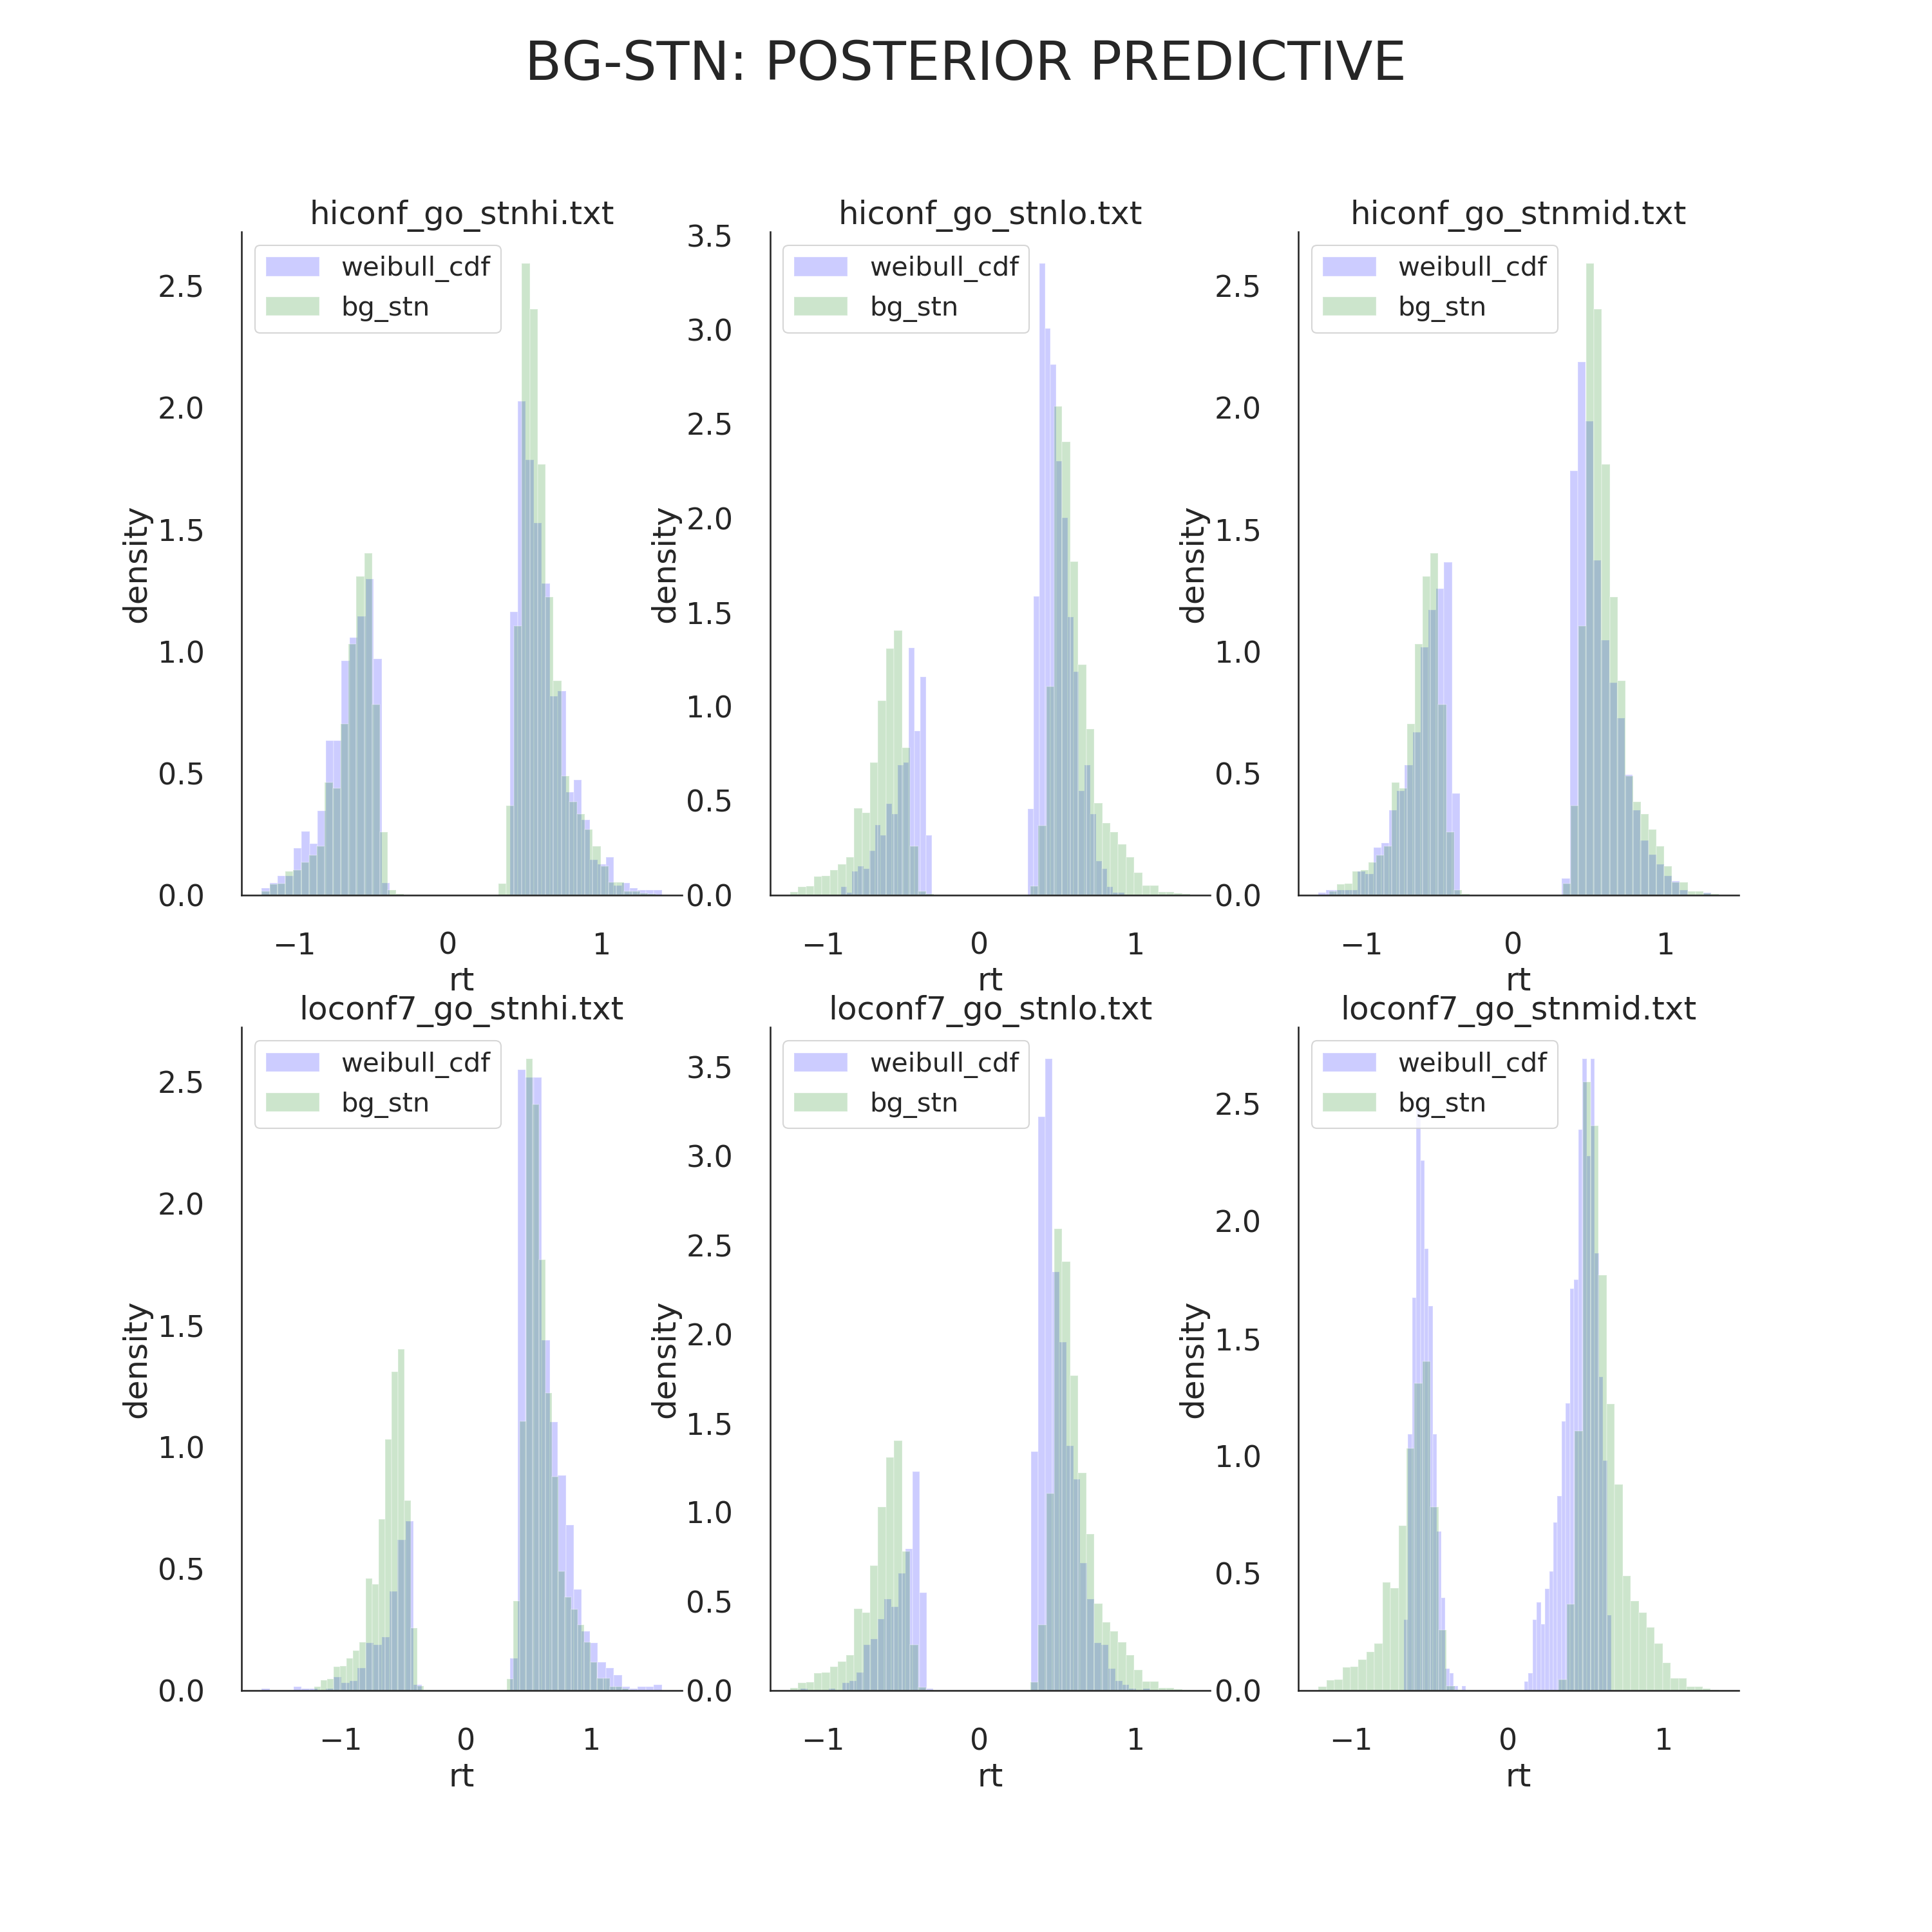 BG-STN: POSTERIOR PREDICTIVE
hiconf_go_stnhi.txt
density
2.5
2.0
1.5
1.0
0.5
0.0
weibull_cdf
bg_stn
−1 0 1
rt
hiconf_go_stnlo.txt
density
3.5
3.0
2.5
2.0
1.5
1.0
0.5
0.0
weibull_cdf
bg_stn
−1 0 1
rt
hiconf_go_stnmid.txt
density
2.5
2.0
1.5
1.0
0.5
0.0
weibull_cdf
bg_stn
−1 0 1
rt
loconf7_go_stnhi.txt
density
2.5
2.0
1.5
1.0
0.5
0.0
weibull_cdf
bg_stn
−1 0 1
rt
loconf7_go_stnlo.txt
density
3.5
3.0
2.5
2.0
1.5
1.0
0.5
0.0
weibull_cdf
bg_stn
−1 0 1
rt
loconf7_go_stnmid.txt
density
2.5
2.0
1.5
1.0
0.5
0.0
weibull_cdf
bg_stn
−1 0 1
rt